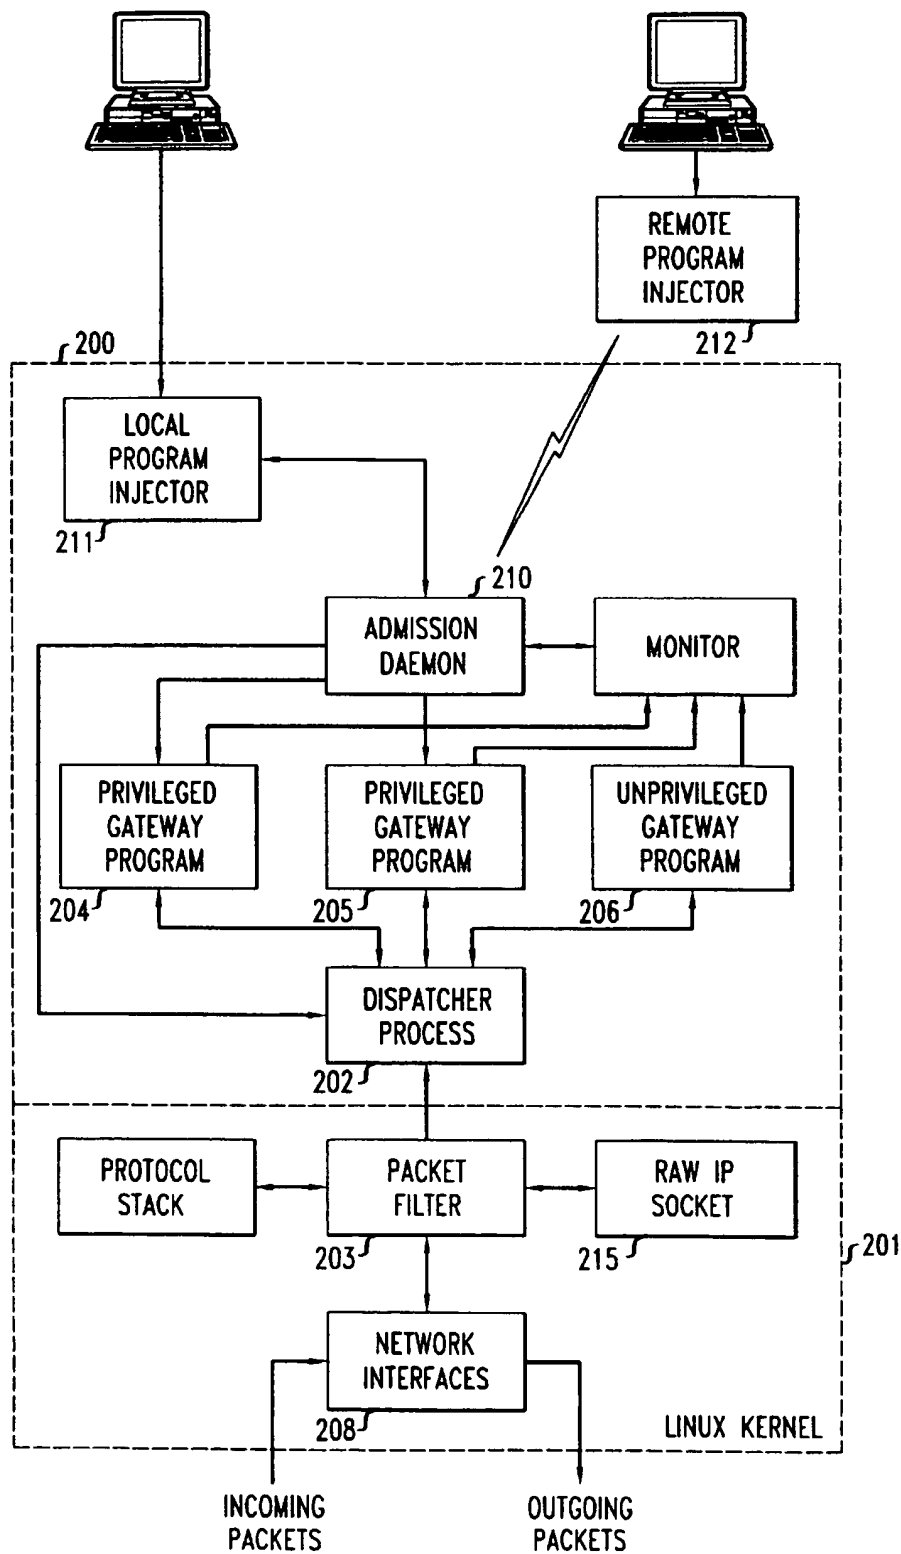 REMOTE
PROGRAM
INJECTOR
212
200
LOCAL
PROGRAM
INJECTOR
211
210
ADMISSION
DAEMON
MONITOR
PRIVILEGED
GATEWAY
PROGRAM
204
PRIVILEGED
GATEWAY
PROGRAM
205
UNPRIVILEGED
GATEWAY
PROGRAM
206
DISPATCHER
PROCESS
202
PROTOCOL
STACK
PACKET
FILTER
203
RAW IP
SOCKET
215
201
NETWORK
INTERFACES
208
LINUX KERNEL
INCOMING
PACKETS
OUTGOING
PACKETS